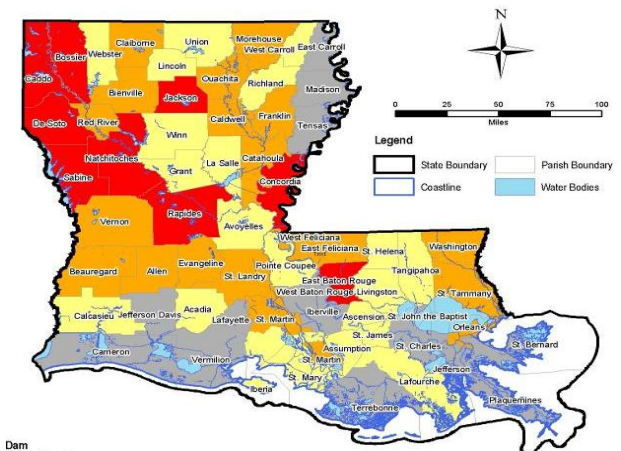 N
Morehouse
Claiborne Union West Carroll East Carroll
Bossier Webster
Lincoln
Caddo Ouachita Richland
Madison
Bienville
Jackson
De Soto Red River Caldwell Franklin
Tensas
Winn
Natchitoches
La Salle Catahoula
Sabine Grant
Concordia
Rapides
Vernon Avoyelles
West Feliciana
East Feliciana
St. Helena Washington
Evangeline Pointe Coupee
Beauregard Allen Tangipahoa
St. Landry
East Baton Rouge
West Baton Rouge Livingston
St. Tammany
Acadia
Calcasieu Jefferson Davis Lafayette St. Martin Iberville Ascension St. John the Baptist
Orleans
St. James
Assumption St. Charles St. Bernard
Cameron Vermilion St. Martin
Jefferson
St. Mary
Iberia Lafourche
Plaquemines
Terrebonne
0 25 50 100
Miles
Legend
State Boundary Parish Boundary
Coastline Water Bodies
Dam